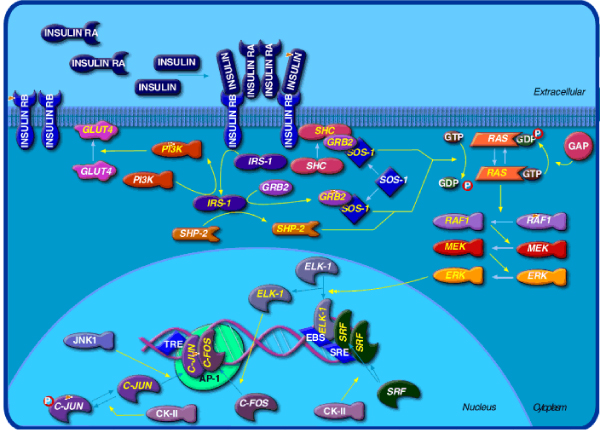 INSULIN RA
INSULIN RA
INSULIN
INSULIN
INSULIN
INSULIN RA
INSULIN RA
INSULIN
INSULIN RB
INSULIN RB
INSULIN RB
INSULIN RB
Extracellular
GLUT4
GLUT4
PI3K
PI3K
IRS-1
IRS-1
GRB2
SHC
GRB2
SOS-1
SHC
SOS-1
GRB2
SOS-1
SHP-2
SHP-2
GTP
GDP
P
RAS
GDP
P
GAP
RAS
GTP
RAF1
RAF1
MEK
MEK
ERK
ERK
ELK-1
ELK-1
ELK-1
SRF
SRF
EBS
SRE
TRE
JNK1
C-JUN
C-FOS
AP-1
C-JUN
P
C-JUN
CK-II
C-FOS
CK-II
SRF
Nucleus
Cytoplasm